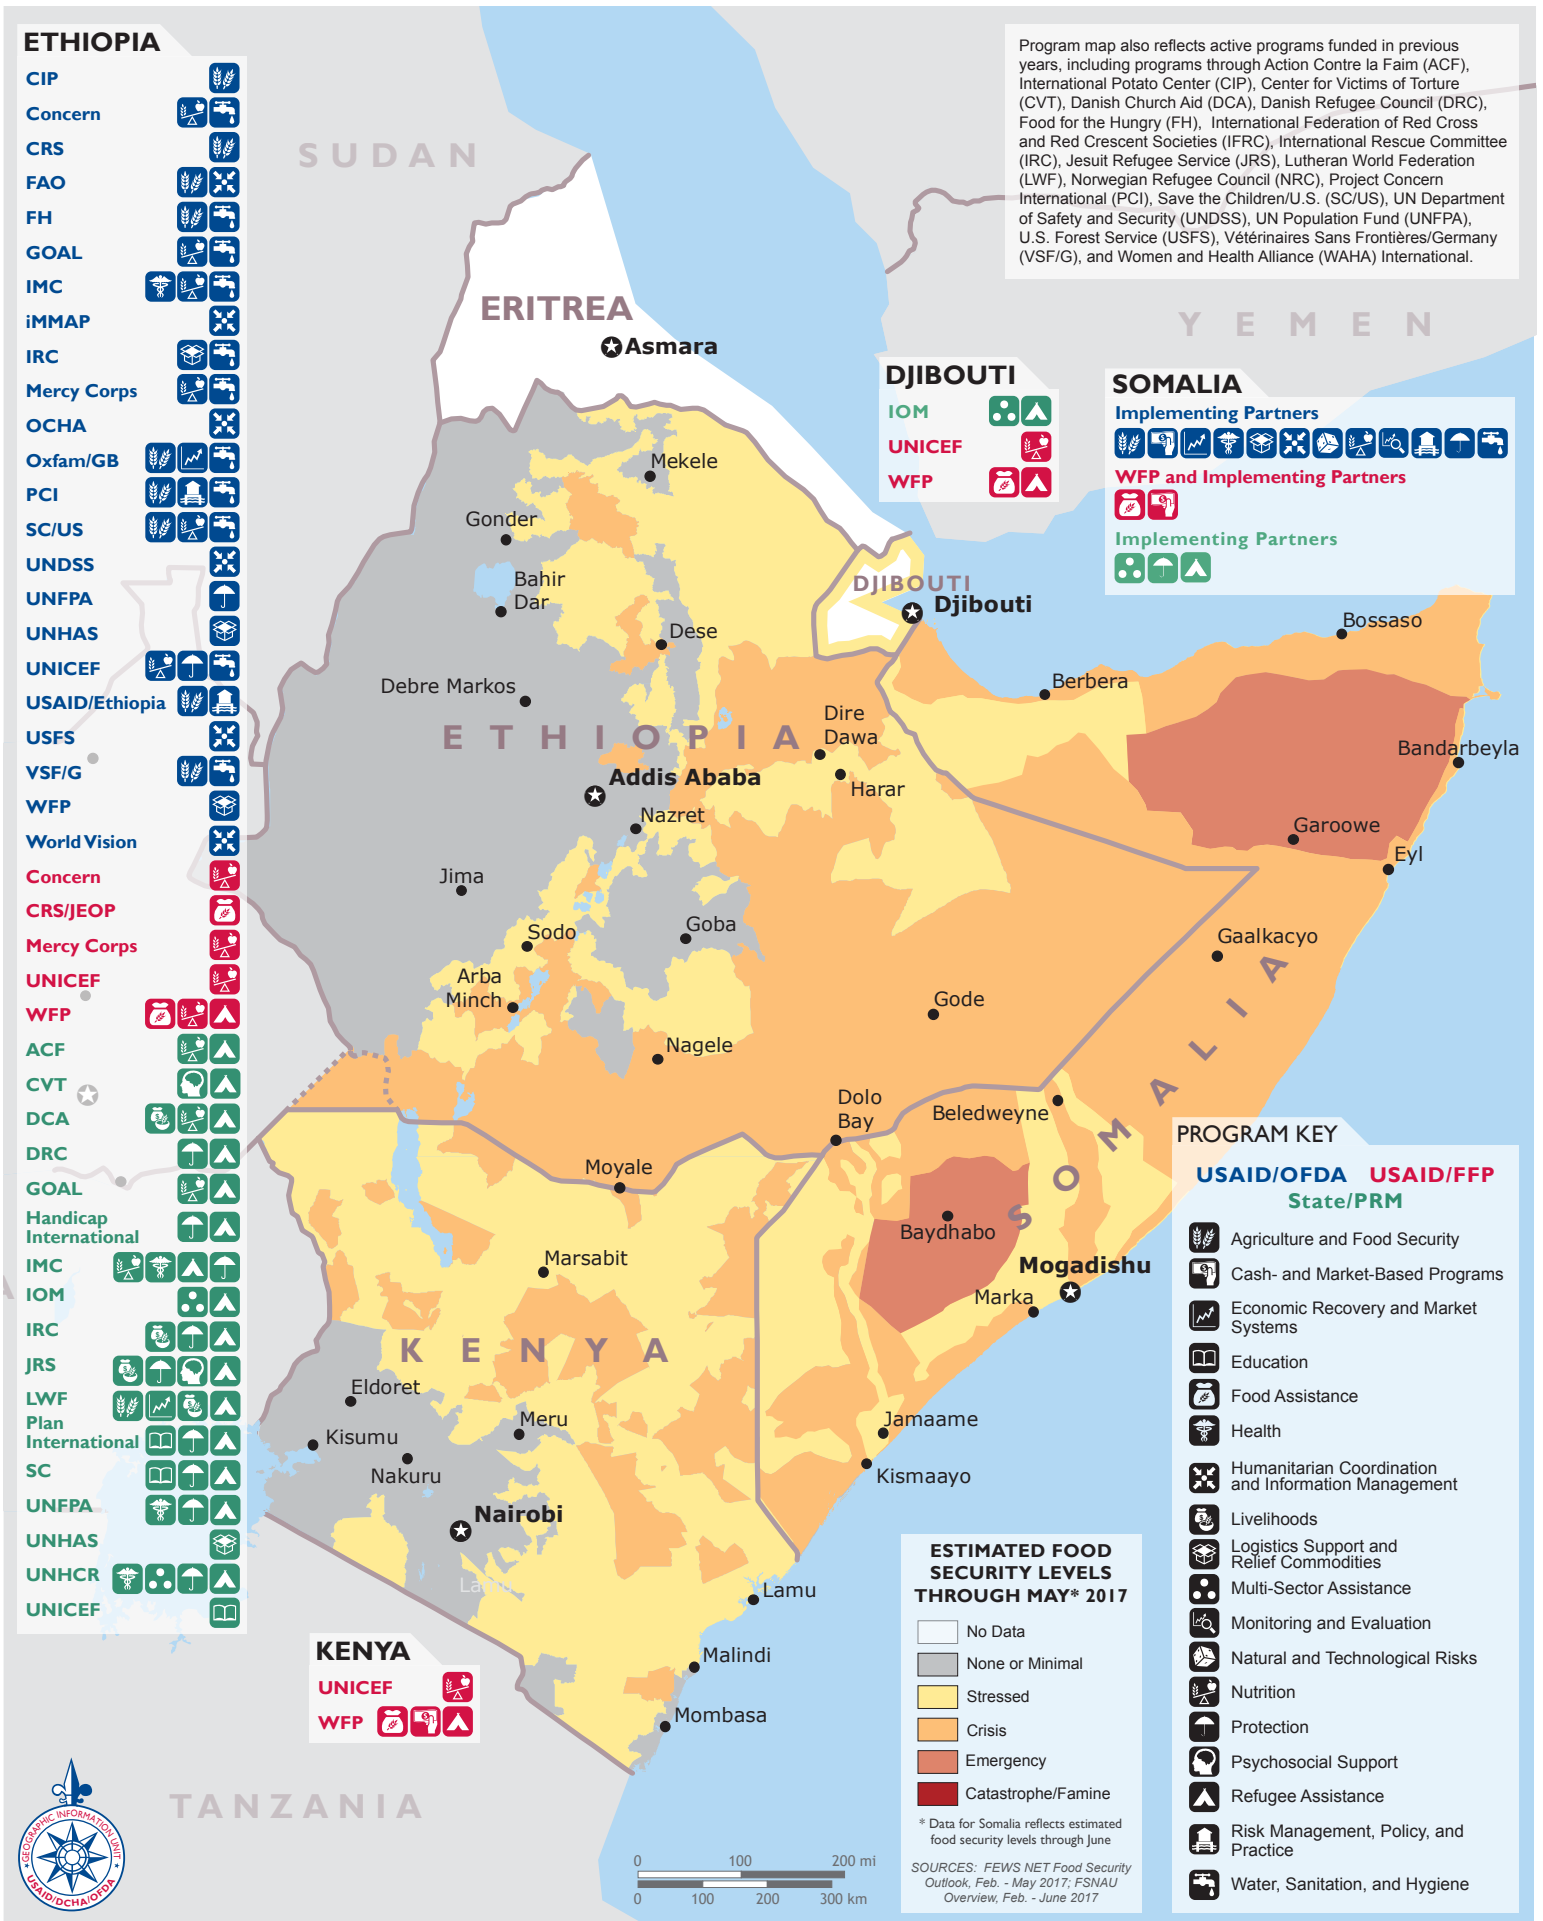 ETHIOPIA
CIP
Concern
CRS
FAO
FH
GOAL
IMC
iMMAP
IRC
Mercy Corps
OCHA
Oxfam/GB
PCI
SC/US
UNDSS
UNFPA
UNHAS
UNICEF
USAID/Ethiopia
USFS
VSF/G
WFP
World Vision
Concern
CRS/JEOP
Mercy Corps
UNICEF
WFP
ACF
CVT
DCA
DRC
GOAL
Handicap
International
IMC
IOM
IRC
JRS
LWF
Plan
International
SC
UNFPA
UNHAS
UNHCR
UNICEF
Program map also reflects active programs funded in previous
years, including programs through Action Contre la Faim (ACF),
International Potato Center (CIP), Center for Victims of Torture
(CVT), Danish Church Aid (DCA), Danish Refugee Council (DRC),
Food for the Hungry (FH), International Federation of Red Cross
and Red Crescent Societies (IFRC), International Rescue Committee
(IRC), Jesuit Refugee Service (JRS), Lutheran World Federation
(LWF), Norwegian Refugee Council (NRC), Project Concern
International (PCI), Save the Children/U.S. (SC/US), UN Department
of Safety and Security (UNDSS), UN Population Fund (UNFPA),
U.S. Forest Service (USFS), Vétérinaires Sans Frontières/Germany
(VSF/G), and Women and Health Alliance (WAHA) International.
SUDAN
YEMEN
ERITREA
Asmara
DJIBOUTI
IOM
UNICEF
WFP
SOMALIA
Implementing Partners
WFP and Implementing Partners
Implementing Partners
Mekele
Gonder
Bahir
Dar
Dese
Debre Markos
DJIBOUTI
Djibouti
Bossaso
Berbera
ETHIOPIA
Dire
Dawa
Bandarbeyla
Addis Ababa
Harar
Nazret
Garoowe
Eyl
Jima
Goba
Sodo
Gaalkacyo
Arba
Minch
Gode
Nagele
SOMALIA
Dolo
Bay
Beledweyne
Moyale
Baydhabo
Marsabit
Mogadishu
Marka
KENYA
Eldoret
Meru
Jamaame
Kisumu
Nakuru
Kismaayo
Nairobi
Lamu
Lamu
Malindi
Mombasa
KENYA
UNICEF
WFP
TANZANIA
GEOGRAPHIC INFORMATION UNIT
USAID/DCHA/OFDA
0 100 200 mi
0 100 200 300 km
ESTIMATED FOOD
SECURITY LEVELS
THROUGH MAY* 2017
No Data
None or Minimal
Stressed
Crisis
Emergency
Catastrophe/Famine
* Data for Somalia reflects estimated
food security levels through June
SOURCES: FEWS NET Food Security
Outlook, Feb. - May 2017; FSNAU
Overview, Feb. - June 2017
PROGRAM KEY
USAID/OFDA USAID/FFP
State/PRM
Agriculture and Food Security
Cash- and Market-Based Programs
Economic Recovery and Market
Systems
Education
Food Assistance
Health
Humanitarian Coordination
and Information Management
Livelihoods
Logistics Support and
Relief Commodities
Multi-Sector Assistance
Monitoring and Evaluation
Natural and Technological Risks
Nutrition
Protection
Psychosocial Support
Refugee Assistance
Risk Management, Policy, and
Practice
Water, Sanitation, and Hygiene